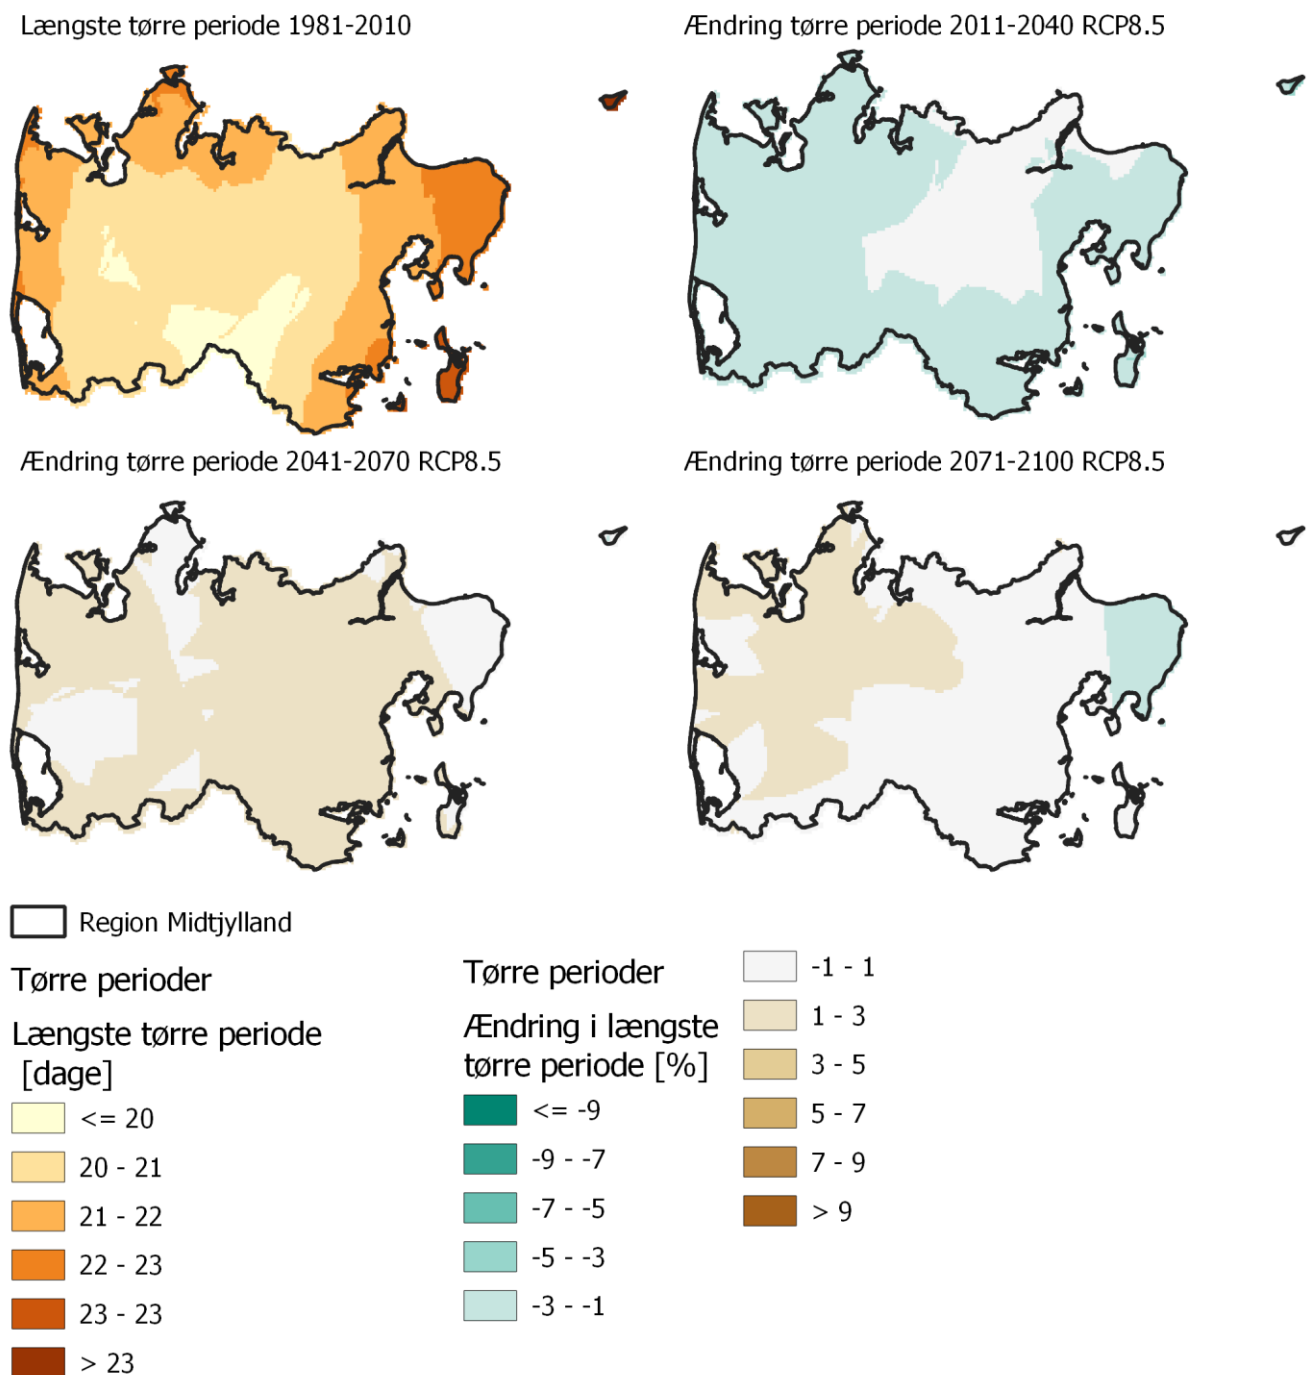 Længste tørre periode 1981-2010
Ændring tørre periode 2011-2040 RCP8.5
Ændring tørre periode 2041-2070 RCP8.5
Ændring tørre periode 2071-2100 RCP8.5
Region Midtjylland
Tørre perioder
Længste tørre periode
[dage]
<= 20
20 - 21
21 - 22
22 - 23
23 - 23
> 23
Tørre perioder
Ændring i længste
tørre periode [%]
<= -9
-9 - -7
-7 - -5
-5 - -3
-3 - -1
-1 - 1
1 - 3
3 - 5
5 - 7
7 - 9
> 9